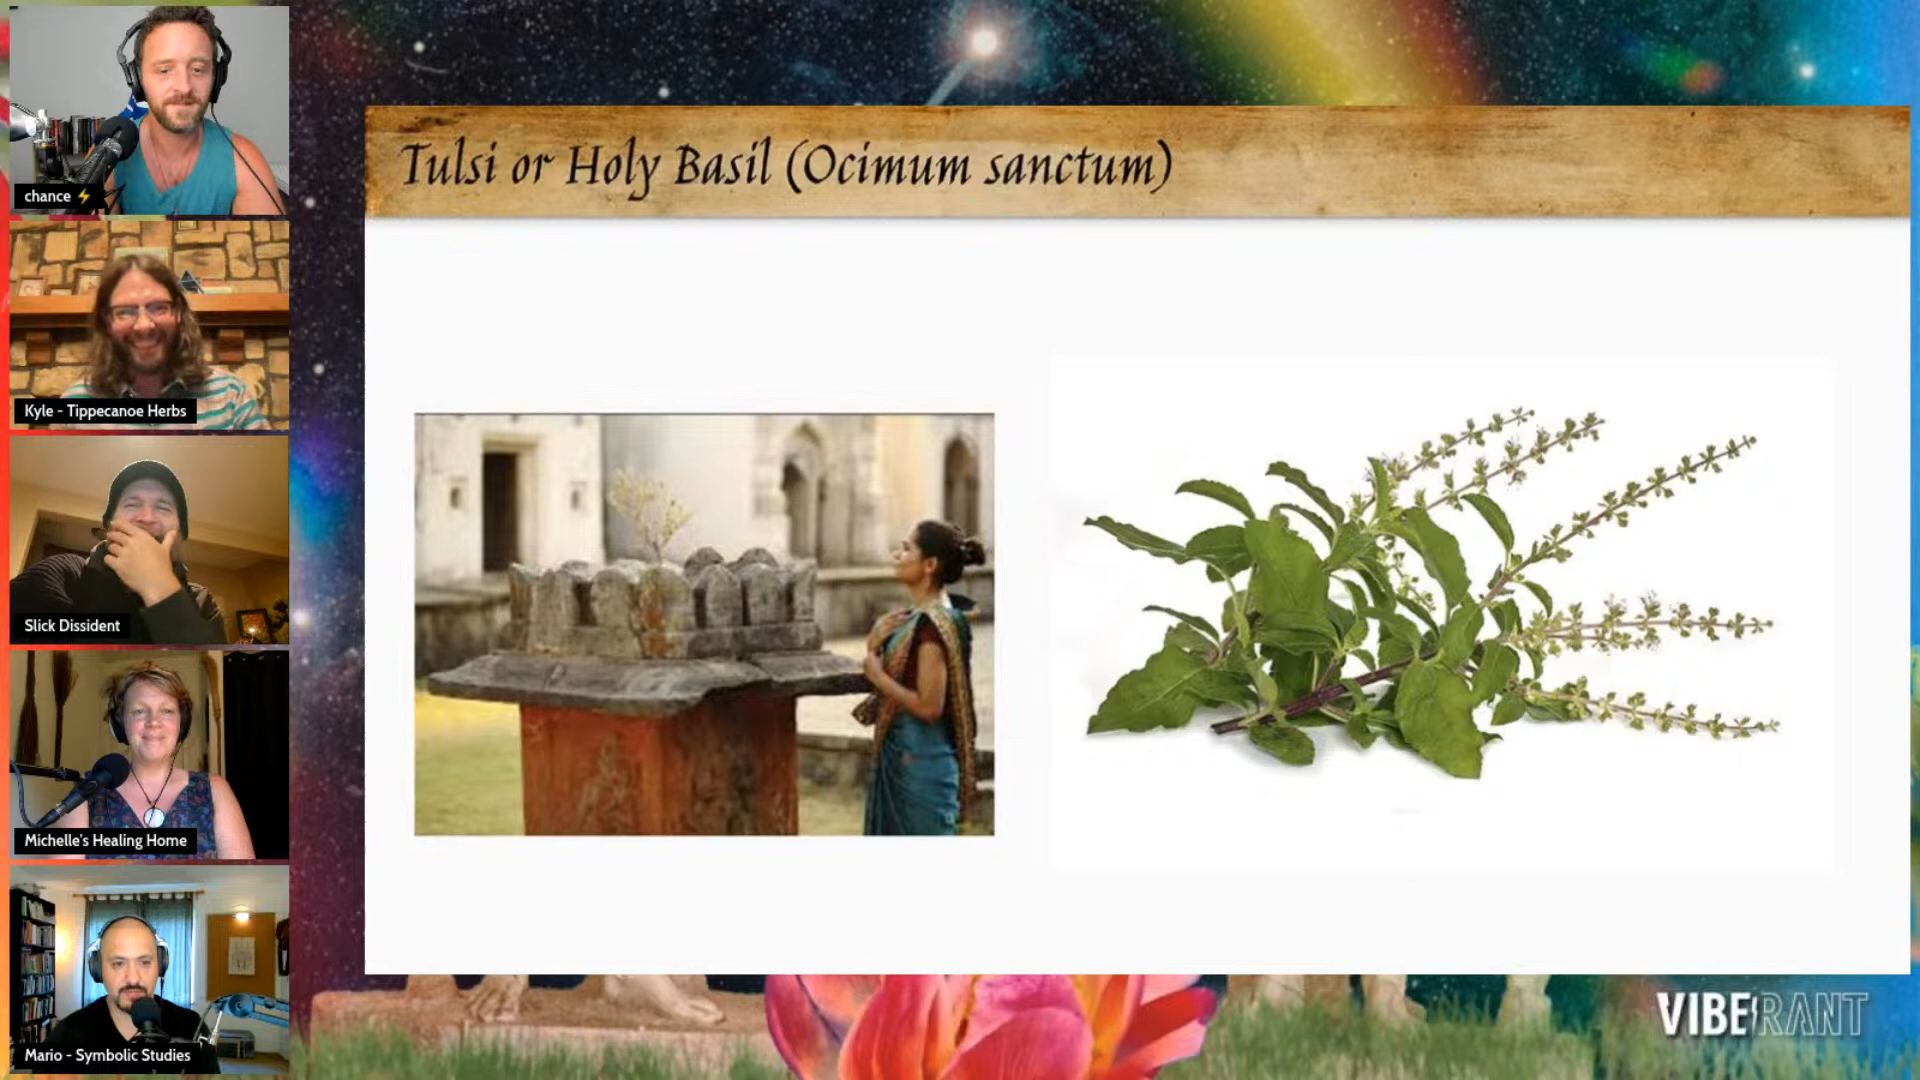 Tulsi or Holy Basil (Ocimum sanctum)
chance ⚡
Kyle - Tippecanoe Herbs
Slick Dissident
Michelle's Healing Home
Mario - Symbolic Studies
VIBERANT